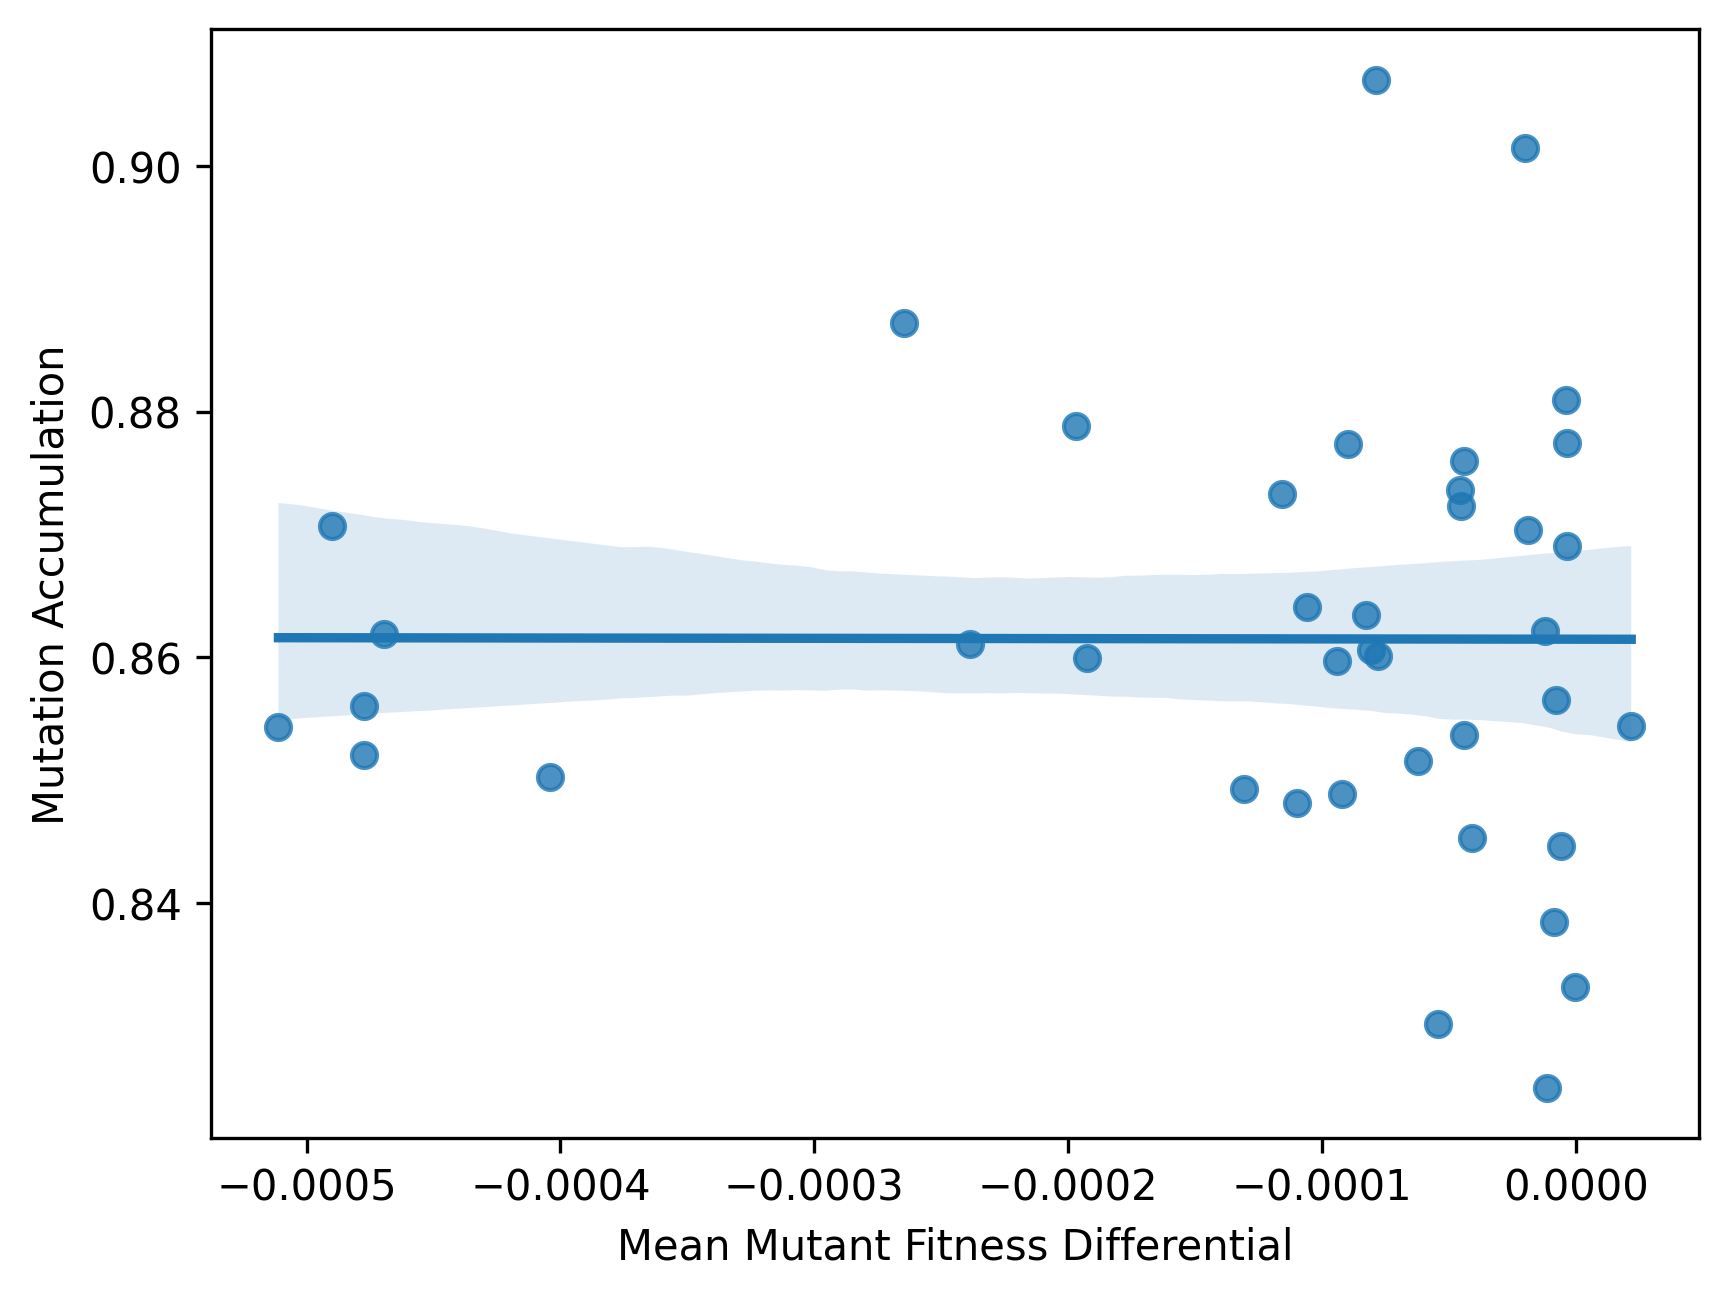 Mutation Accumulation
0.90
0.88
0.86
0.84
−0.0005 −0.0004 −0.0003 −0.0002 −0.0001 0.0000
Mean Mutant Fitness Differential